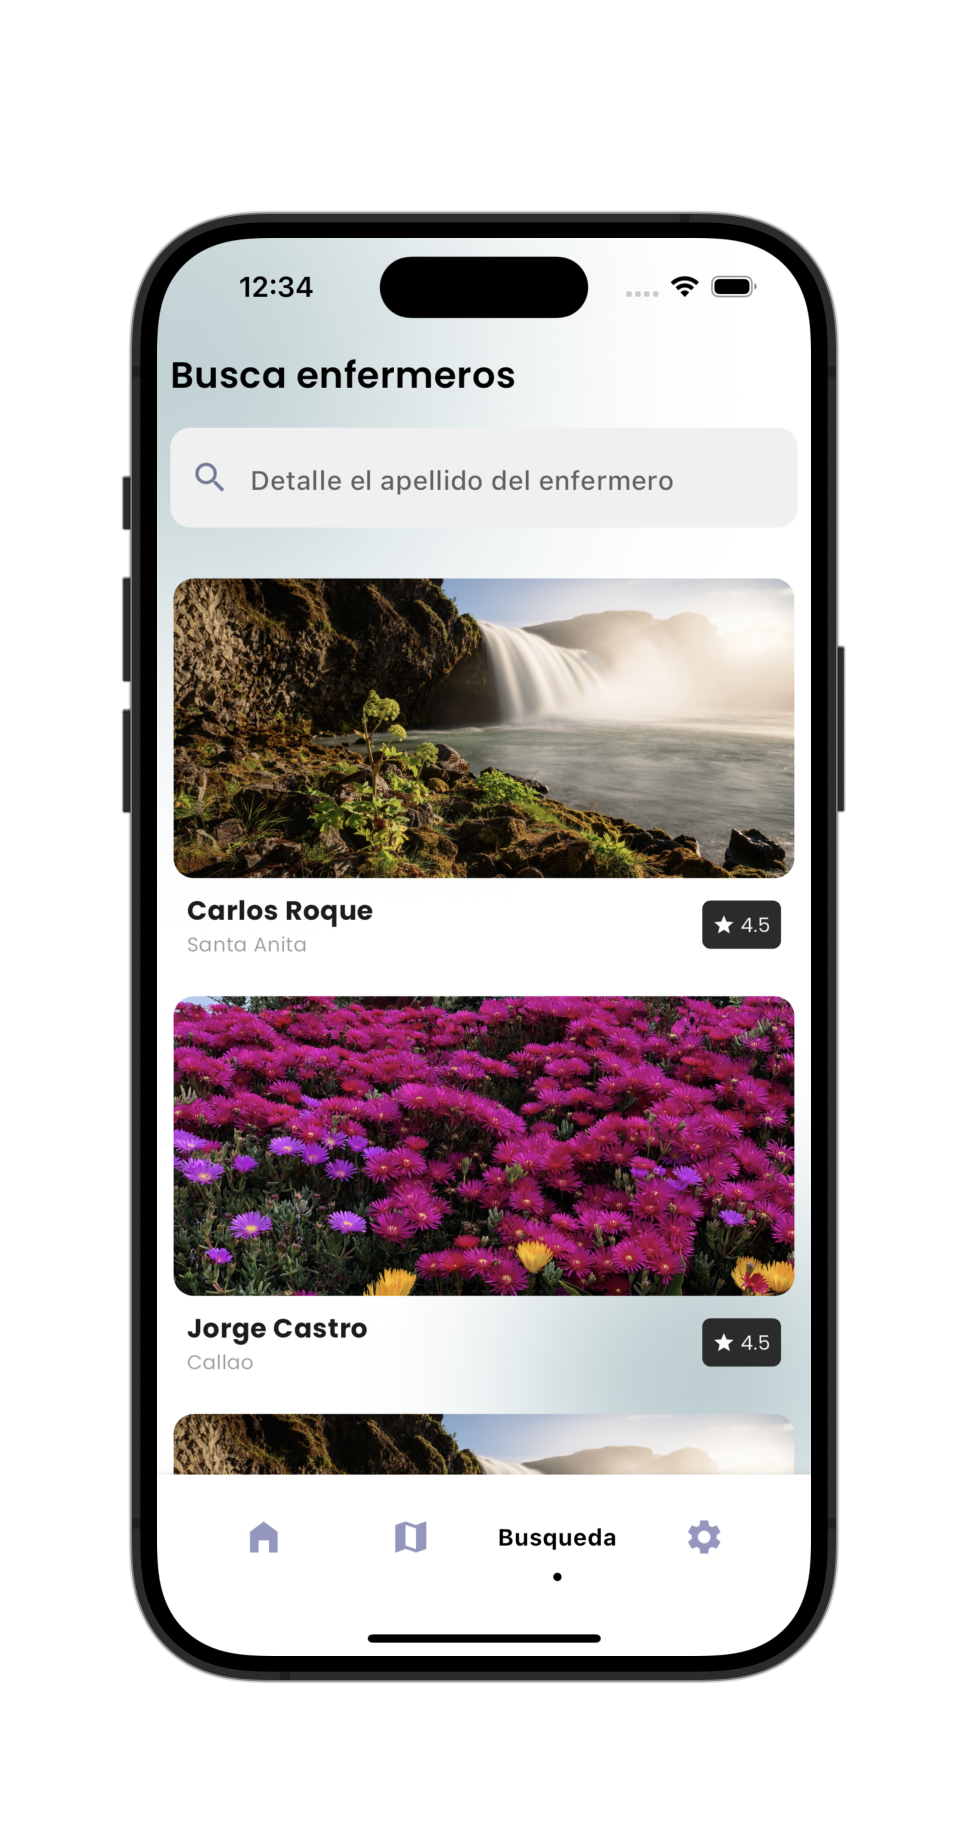 12:34
Busca enfermeros
Detalle el apellido del enfermero
Carlos Roque
Santa Anita
4.5
Jorge Castro
Callao
4.5
Busqueda